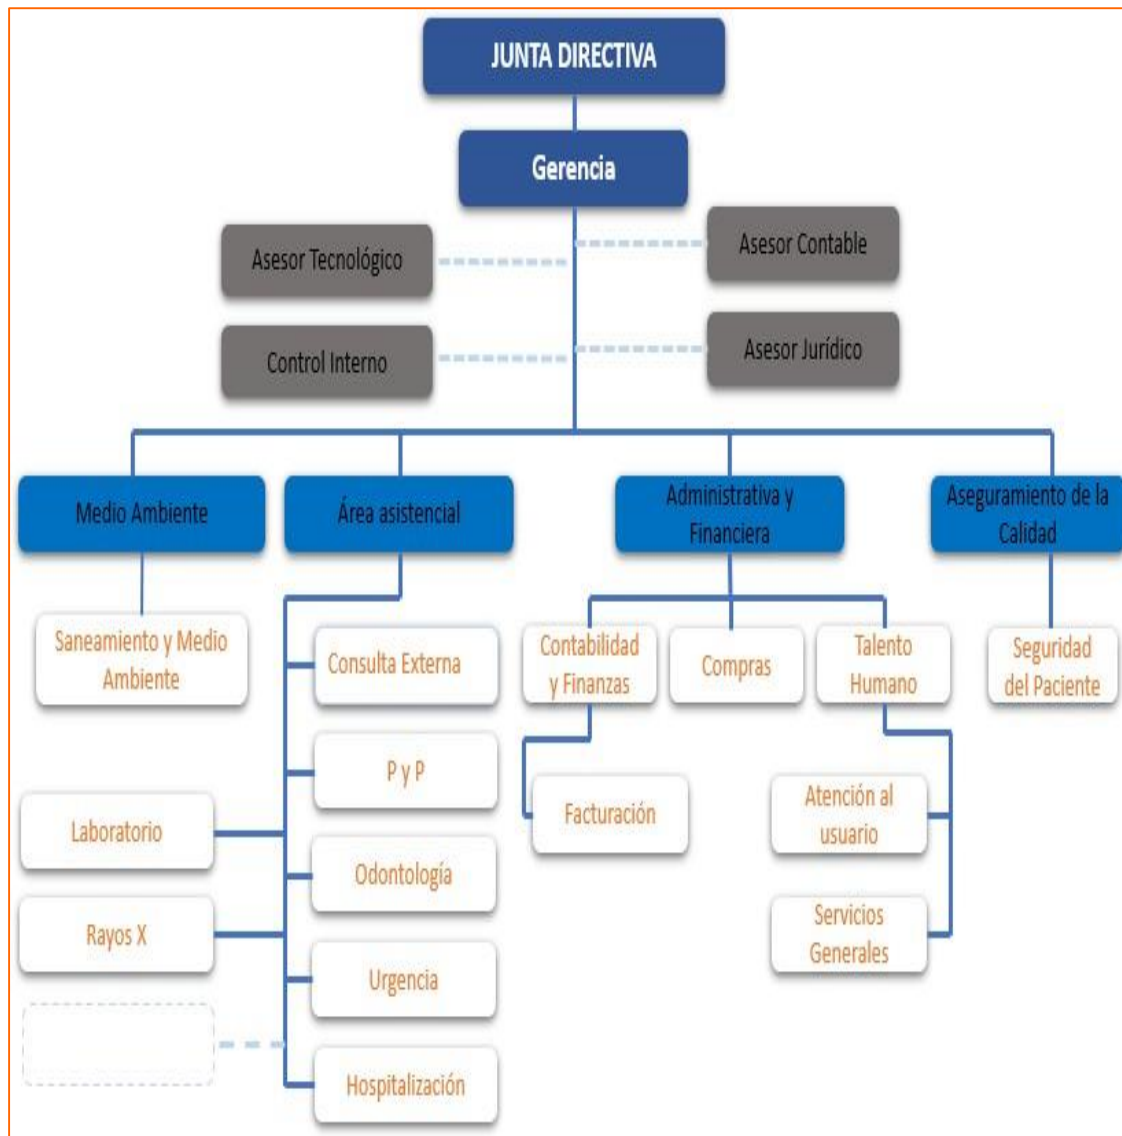 JUNTA DIRECTIVA
Gerencia
Asesor Tecnológico
Asesor Contable
Control Interno
Asesor Jurídico
Medio Ambiente
Área asistencial
Administrativa y
Financiera
Aseguramiento de la
Calidad
Saneamiento y Medio
Ambiente
Consulta Externa
Contabilidad
y Finanzas
Compras
Talento
Humano
Seguridad
del Paciente
P y P
Laboratorio
Facturación
Atención al
usuario
Odontología
Rayos X
Servicios
Generales
Urgencia
Hospitalización